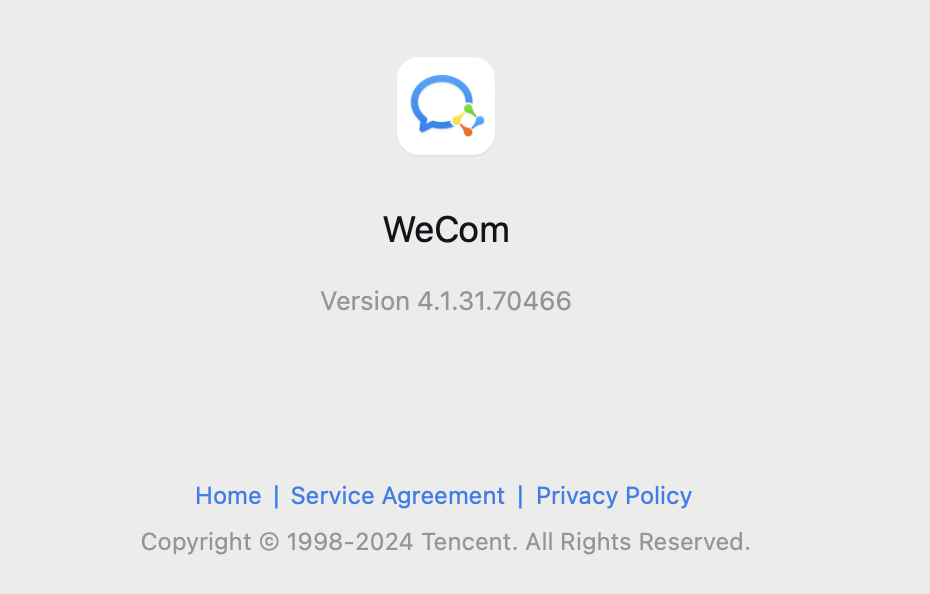 WeCom
Version 4.1.31.70466
Home | Service Agreement | Privacy Policy
Copyright © 1998-2024 Tencent. All Rights Reserved.